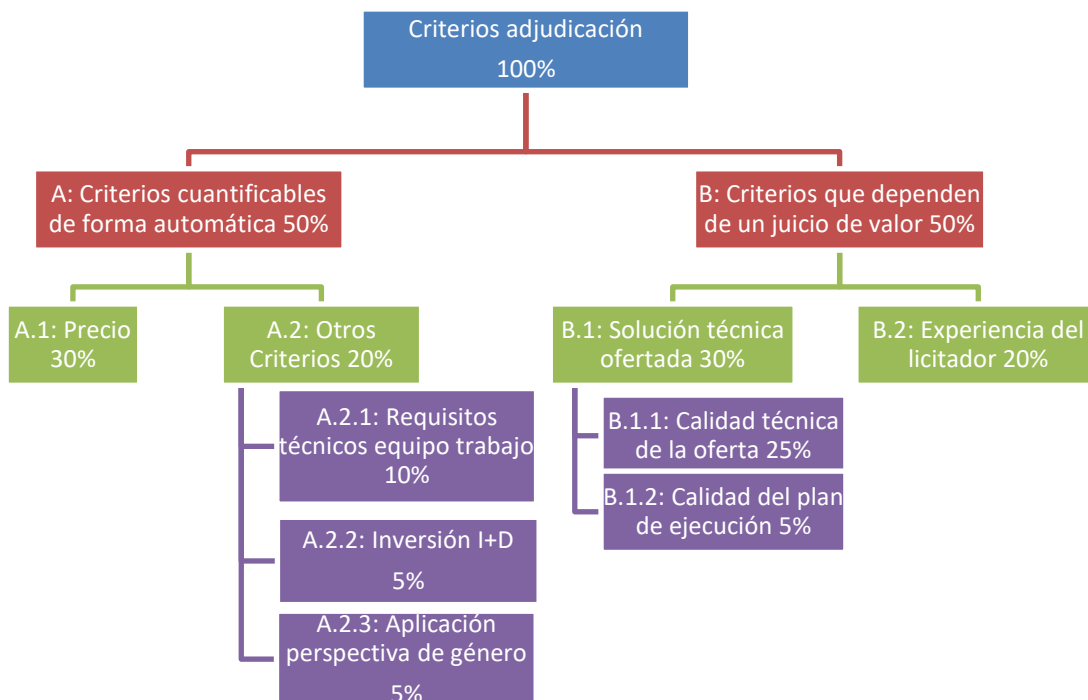 Criterios adjudicación
100%
A: Criterios cuantificables
de forma automática 50%
B: Criterios que dependen
de un juicio de valor 50%
A.1: Precio
30%
A.2: Otros
Criterios 20%
B.1: Solución técnica
ofertada 30%
B.2: Experiencia del
licitador 20%
A.2.1: Requisitos
técnicos equipo trabajo
10%
A.2.2: Inversión I+D
5%
A.2.3: Aplicación
perspectiva de género
5%
B.1.1: Calidad técnica
de la oferta 25%
B.1.2: Calidad del plan
de ejecución 5%